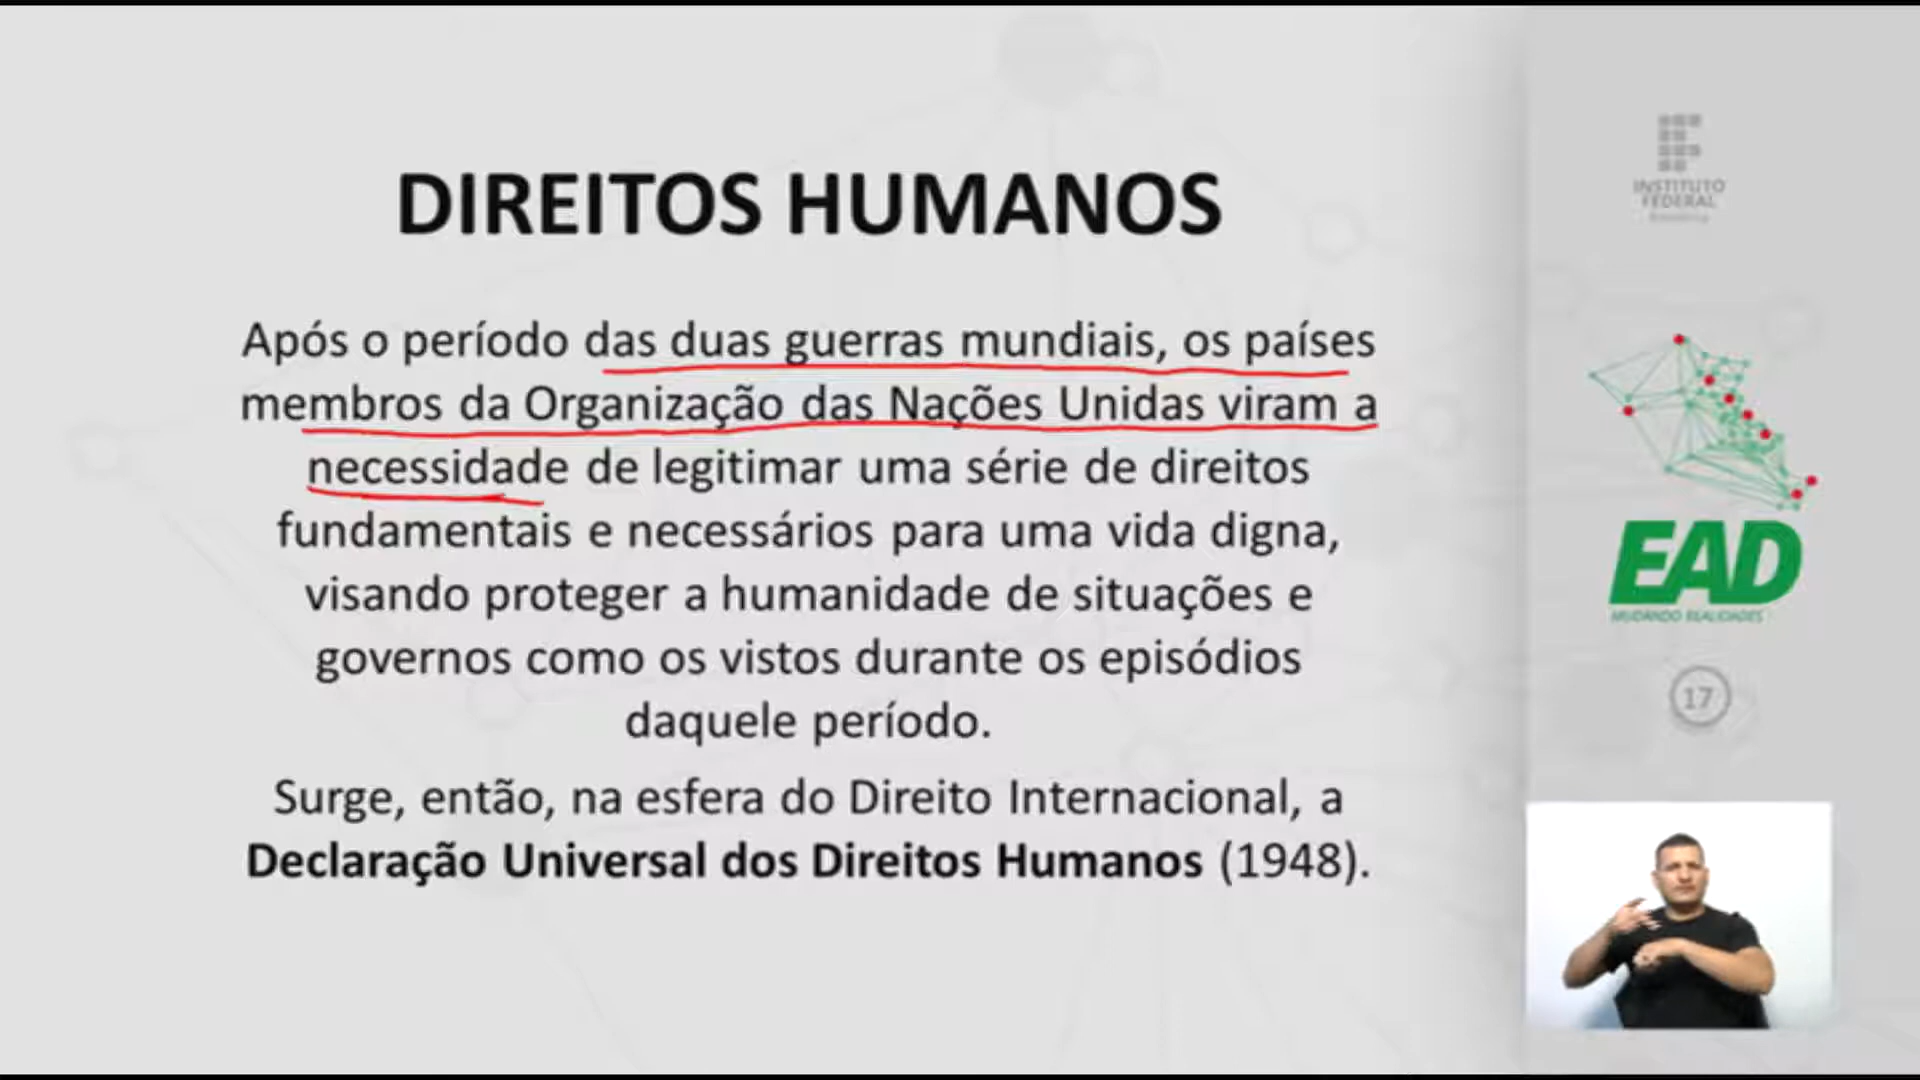 DIREITOS HUMANOS
Após o período das duas guerras mundiais, os países
membros da Organização das Nações Unidas viram a
necessidade de legitimar uma série de direitos
fundamentais e necessários para uma vida digna,
visando proteger a humanidade de situações e
governos como os vistos durante os episódios
daquele período.
Surge, então, na esfera do Direito Internacional, a
Declaração Universal dos Direitos Humanos (1948).
INSTITUTO
FEDERAL
EAD
MUDANDO REALIDADES
17